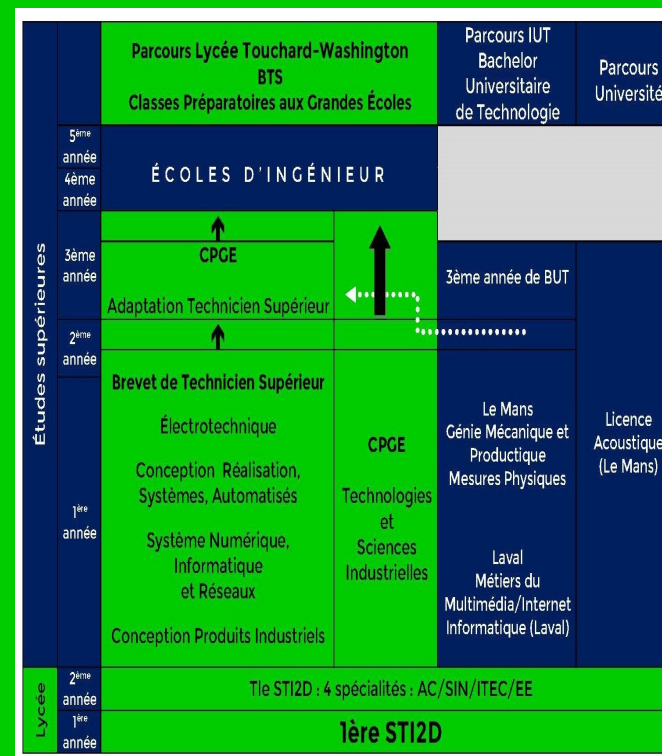 Parcours Lycée Touchard-Washington
BTS
Classes Préparatoires aux Grandes Écoles
Parcours IUT
Bachelor
Universitaire
de Technologie
Parcours
Université
Études supérieures
5ème
année
4ème
année
ÉCOLES D'INGÉNIEUR
3ème
année
CPGE
Adaptation Technicien Supérieur
3ème année de BUT
2ème
année
1ère
année
Brevet de Technicien Supérieur
Électrotechnique
Conception Réalisation,
Systèmes, Automatisés
Système Numérique,
Informatique
et Réseaux
Conception Produits Industriels
CPGE
Technologies
et
Sciences
Industrielles
Le Mans
Génie Mécanique et
Productique
Mesures Physiques
Laval
Métiers du
Multimédia/Internet
Informatique (Laval)
Licence
Acoustique
(Le Mans)
Lycée
2ème
année
Tle STI2D : 4 spécialités : AC/SIN/ITEC/EE
1ère
année
1ère STI2D